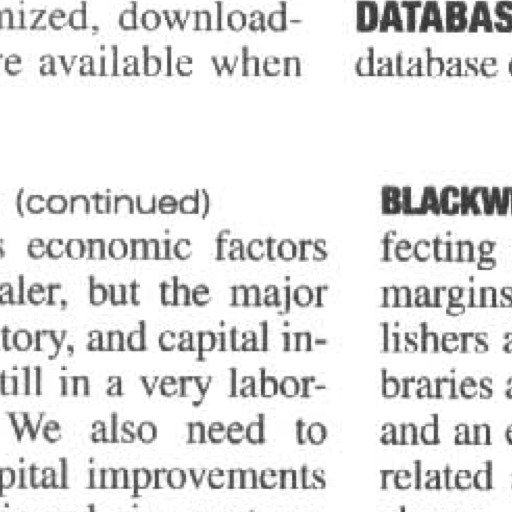 mized, download-
re available when
(continued)
s economic factors
aler, but the major
tory, and capital in-
till in a very labor-
We also need to
pital improvements
DATABAS
database
BLACKW
fecting
margins
lishers a
braries a
and an e
related